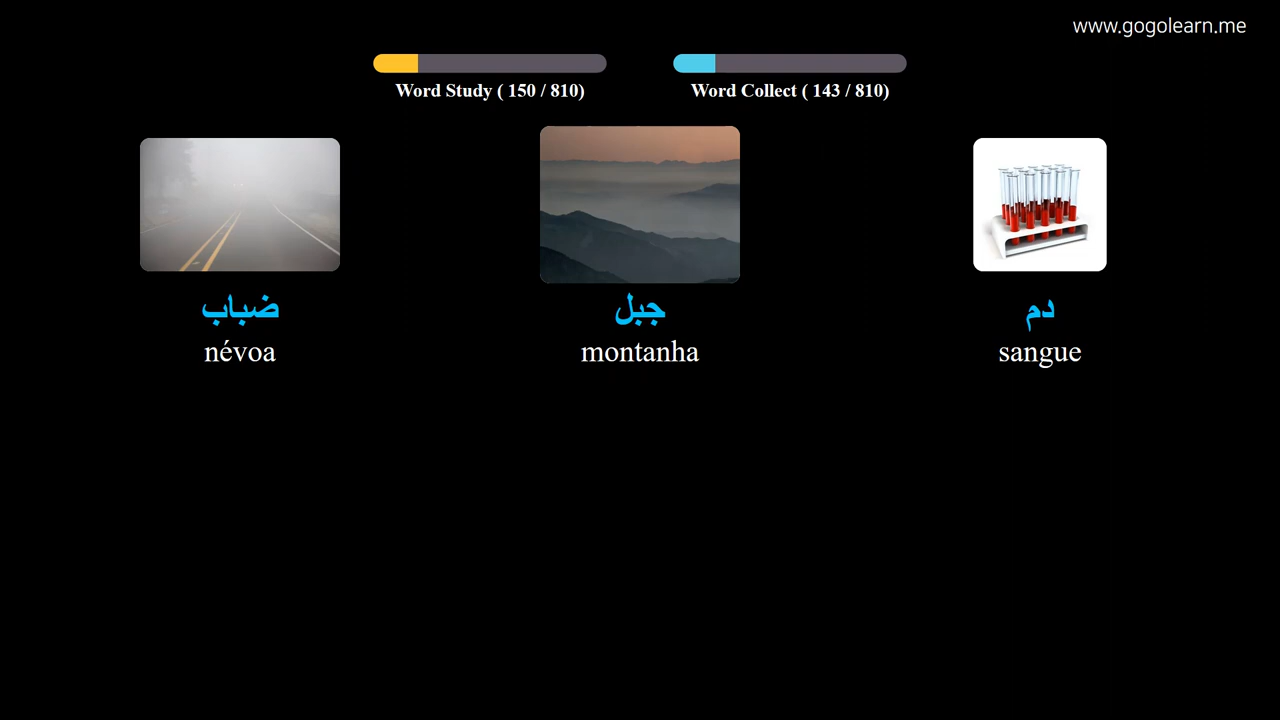 www.gogolearn.me
Word Study ( 150 / 810)
Word Collect ( 143 / 810)
ضباب
névoa
جبل
montanha
دم
sangue